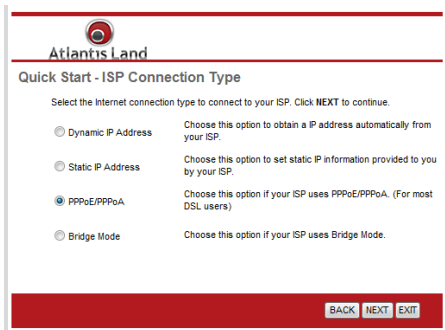 Atlantis Land
Quick Start - ISP Connection Type
Select the Internet connection type to connect to your ISP. Click NEXT to continue.
Dynamic IP Address
Choose this option to obtain a IP address automatically from
your ISP.
Static IP Address
Choose this option to set static IP information provided to you
by your ISP.
PPPoE/PPPoA
Choose this option if your ISP uses PPPoE/PPPoA. (For most
DSL users)
Bridge Mode
Choose this option if your ISP uses Bridge Mode.
BACK NEXT EXIT